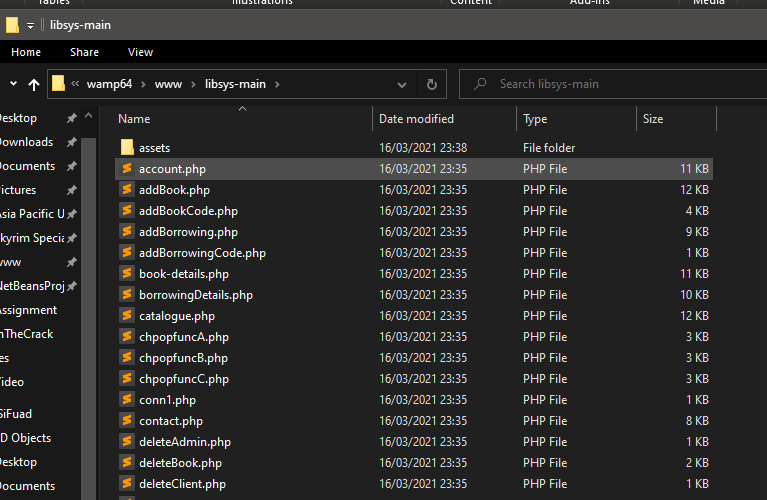 Tables Illustrations Content Add-ins Media
libsys-main
Home Share View
« wamp64 › www › libsys-main › Search libsys-main
Name Date modified Type Size
esktop
ownloads
ocuments
ictures
sia Pacific U
kyrim Specia
www
NetBeansProj
Assignment
nTheCrack
es
ideo
SiFuad
D Objects
esktop
ocuments
assets 16/03/2021 23:38 File folder
account.php 16/03/2021 23:35 PHP File 11 KB
addBook.php 16/03/2021 23:35 PHP File 12 KB
addBookCode.php 16/03/2021 23:35 PHP File 4 KB
addBorrowing.php 16/03/2021 23:35 PHP File 9 KB
addBorrowingCode.php 16/03/2021 23:35 PHP File 1 KB
book-details.php 16/03/2021 23:35 PHP File 11 KB
borrowingDetails.php 16/03/2021 23:35 PHP File 10 KB
catalogue.php 16/03/2021 23:35 PHP File 12 KB
chpopfuncA.php 16/03/2021 23:35 PHP File 3 KB
chpopfuncB.php 16/03/2021 23:35 PHP File 3 KB
chpopfuncC.php 16/03/2021 23:35 PHP File 3 KB
conn1.php 16/03/2021 23:35 PHP File 1 KB
contact.php 16/03/2021 23:35 PHP File 8 KB
deleteAdmin.php 16/03/2021 23:35 PHP File 1 KB
deleteBook.php 16/03/2021 23:35 PHP File 2 KB
deleteClient.php 16/03/2021 23:35 PHP File 1 KB